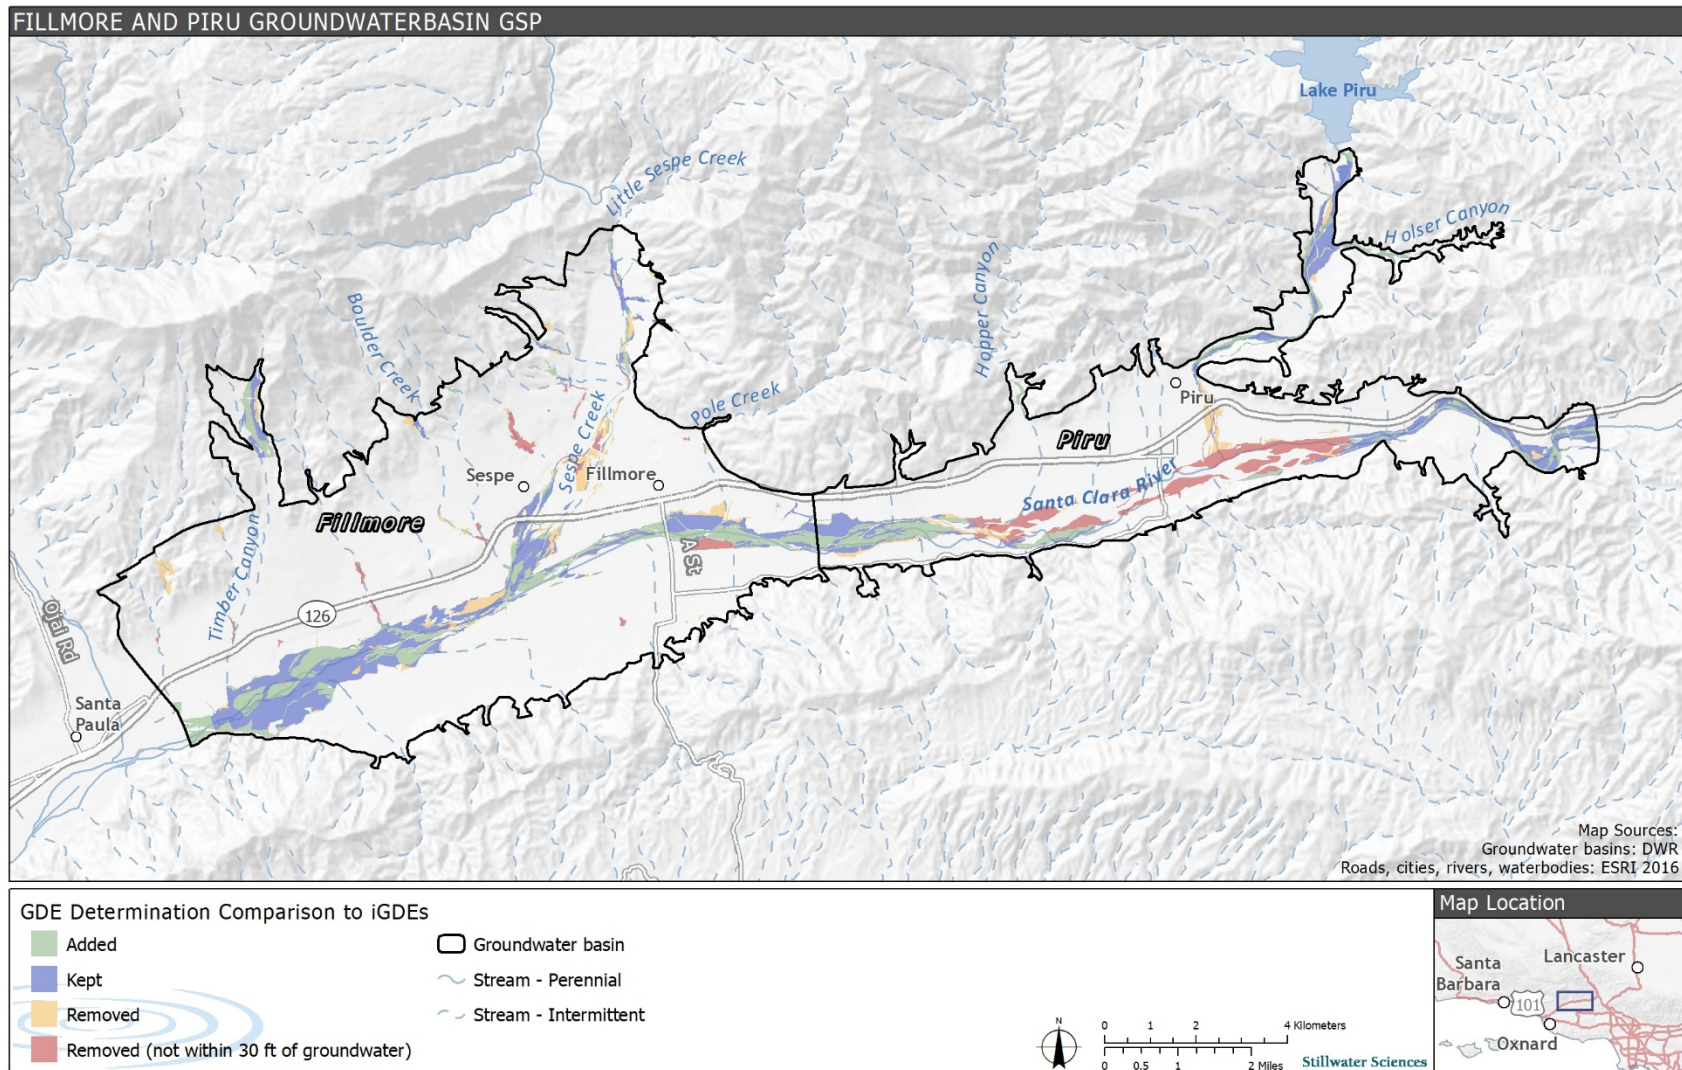 FILLMORE AND PIRU GROUNDWATERBASIN GSP
Lake Piru
Little Sespe Creek
Holser Canyon
Hopper Canyon
Boulder Creek
Pole Creek
Piru
Piru
Sespe Creek
Sespe
Fillmore
Santa Clara River
Fillmore
A St
Timber Canyon
126
Ojai Rd
Santa
Paula
Map Sources:
Groundwater basins: DWR
Roads, cities, rivers, waterbodies: ESRI 2016
GDE Determination Comparison to iGDEs
Added
Kept
Removed
Removed (not within 30 ft of groundwater)
Groundwater basin
Stream - Perennial
Stream - Intermittent
N
0 1 2 4 Kilometers
0 0.5 1 2 Miles
Stillwater Sciences
Map Location
Santa
Barbara
Lancaster
101
Oxnard